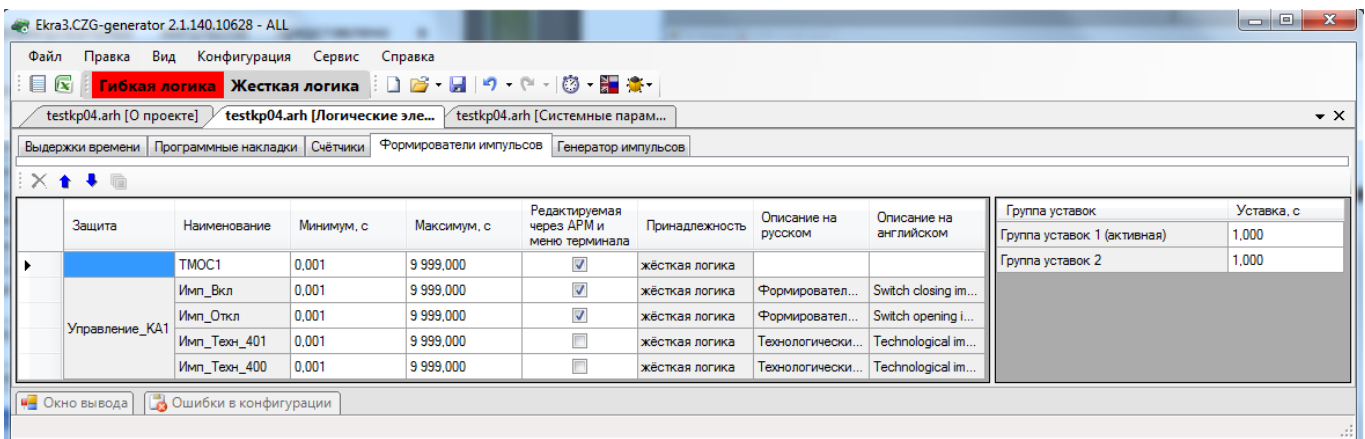 Ekra3.CZG-generator 2.1.140.10628 - ALL
Файл Правка Вид Конфигурация Сервис Справка
Гибкая логика Жесткая логика
testkp04.arh [О проекте] testkp04.arh [Логические эле... testkp04.arh [Системные парам...
Выдержки времени Программные накладки Счётчики Формирователи импульсов Генератор импульсов
Защита Наименование Минимум, с Максимум, с Редактируемая через АРМ и меню терминала Принадлежность Описание на русском Описание на английском Группа уставок Уставка, с
Группа уставок 1 (активная) 1,000
TMOC1 0,001 9 999,000 жёсткая логика Группа уставок 2 1,000
Имп_Вкл 0,001 9 999,000 жёсткая логика Формировател... Switch closing im...
Управление_КА1 Имп_Откл 0,001 9 999,000 жёсткая логика Формировател... Switch opening i...
Имп_Техн_401 0,001 9 999,000 жёсткая логика Технологически... Technological im...
Имп_Техн_400 0,001 9 999,000 жёсткая логика Технологически... Technological im...
Окно вывода Ошибки в конфигурации